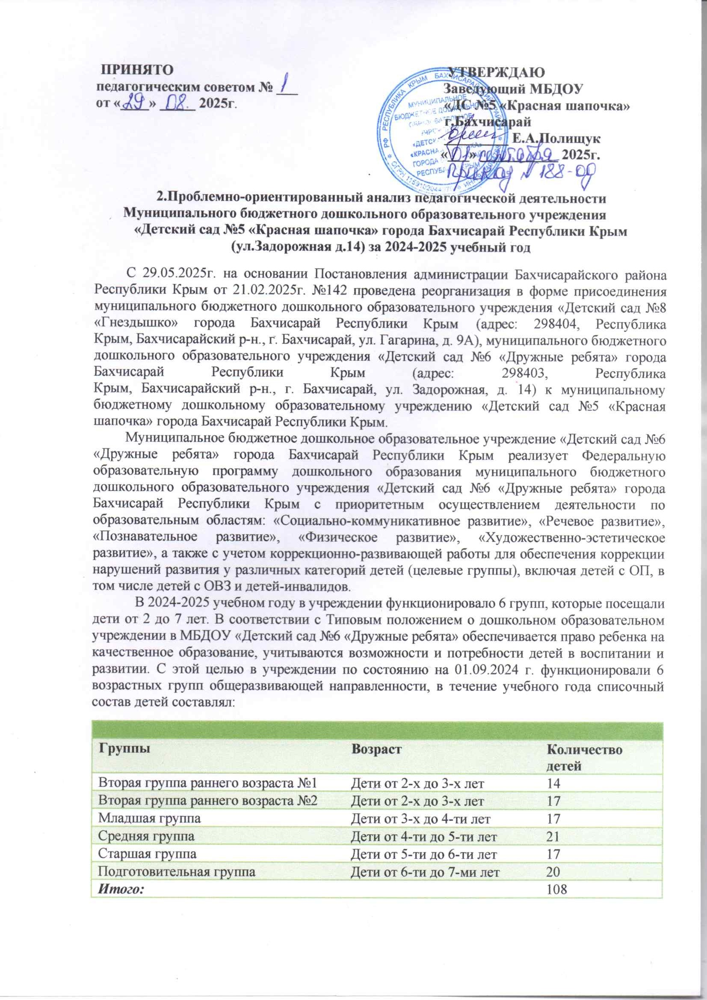 ПРИНЯТО
педагогическим советом № 1
от «29» 08. 2025г.
УТВЕРЖДАЮ
Заведующий МБДОУ
«ДС №5 «Красная шапочка»
г.Бахчисарай
Е.А.Полищук
«01» сентября 2025г.
Приказ №188-од
РФ РЕСПУБЛИКА КРЫМ БАХЧИСАРАЙСКИЙ РАЙОН
МУНИЦИПАЛЬНОЕ
БЮДЖЕТНОЕ ДОШКОЛЬНОЕ
ОБРАЗОВАТЕЛЬНОЕ
2.Проблемно-ориентированный анализ педагогической деятельности
Муниципального бюджетного дошкольного образовательного учреждения
«Детский сад №5 «Красная шапочка» города Бахчисарай Республики Крым
(ул.Задорожная д.14) за 2024-2025 учебный год
С 29.05.2025г. на основании Постановления администрации Бахчисарайского района
Республики Крым от 21.02.2025г. №142 проведена реорганизация в форме присоединения
муниципального бюджетного дошкольного образовательного учреждения «Детский сад №8
«Гнездышко» города Бахчисарай Республики Крым (адрес: 298404, Республика
Крым, Бахчисарайский р-н., г. Бахчисарай, ул. Гагарина, д. 9А), муниципального бюджетного
дошкольного образовательного учреждения «Детский сад №6 «Дружные ребята» города
Бахчисарай Республики Крым (адрес: 298403, Республика
Крым, Бахчисарайский р-н., г. Бахчисарай, ул. Задорожная, д. 14) к муниципальному
бюджетному дошкольному образовательному учреждению «Детский сад №5 «Красная
шапочка» города Бахчисарай Республики Крым.
Муниципальное бюджетное дошкольное образовательное учреждение «Детский сад №6
«Дружные ребята» города Бахчисарай Республики Крым реализует Федеральную
образовательную программу дошкольного образования муниципального бюджетного
дошкольного образовательного учреждения «Детский сад №6 «Дружные ребята» города
Бахчисарай Республики Крым с приоритетным осуществлением деятельности по
образовательным областям: «Социально-коммуникативное развитие», «Речевое развитие»,
«Познавательное развитие», «Физическое развитие», «Художественно-эстетическое
развитие», а также с учетом коррекционно-развивающей работы для обеспечения коррекции
нарушений развития у различных категорий детей (целевые группы), включая детей с ОП, в
том числе детей с ОВЗ и детей-инвалидов.
В 2024-2025 учебном году в учреждении функционировало 6 групп, которые посещали
дети от 2 до 7 лет. В соответствии с Типовым положением о дошкольном образовательном
учреждении в МБДОУ «Детский сад №6 «Дружные ребята» обеспечивается право ребенка на
качественное образование, учитываются возможности и потребности детей в воспитании и
развитии. С этой целью в учреждении по состоянию на 01.09.2024 г. функционировали 6
возрастных групп общеразвивающей направленности, в течение учебного года списочный
состав детей составлял:
Группы Возраст Количество
детей
Вторая группа раннего возраста №1 Дети от 2-х до 3-х лет 14
Вторая группа раннего возраста №2 Дети от 2-х до 3-х лет 17
Младшая группа Дети от 3-х до 4-ти лет 17
Средняя группа Дети от 4-ти до 5-ти лет 21
Старшая группа Дети от 5-ти до 6-ти лет 17
Подготовительная группа Дети от 6-ти до 7-ми лет 20
Итого: 108